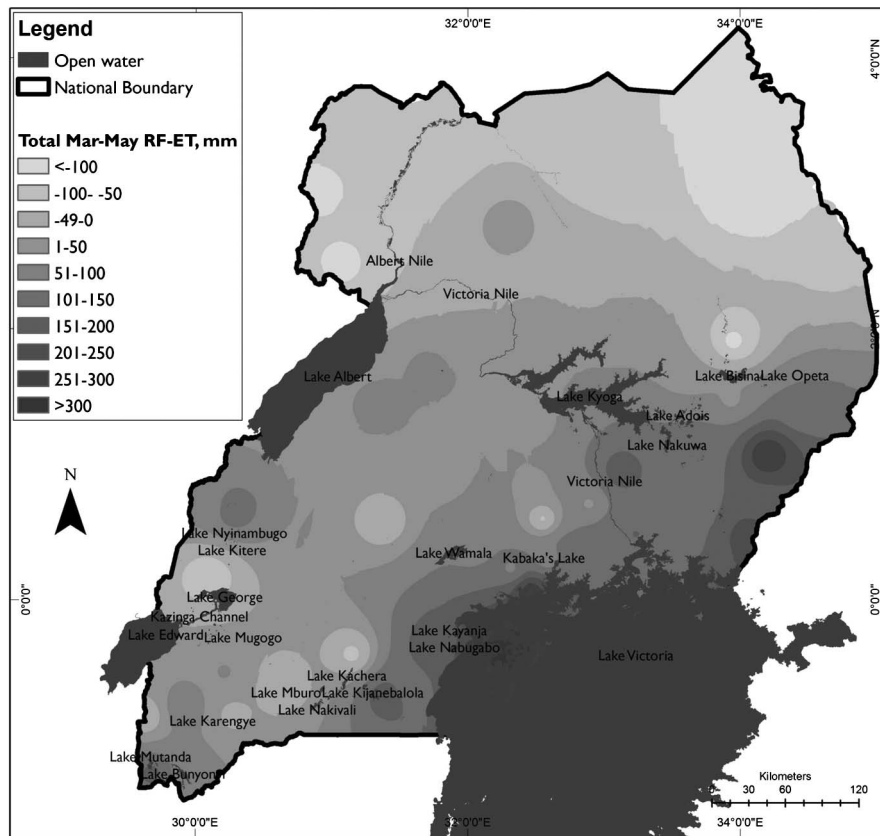 32°0'0"E
34°0'0"E
4°0'0"N
Legend
Open water
National Boundary
Total Mar-May RF-ET, mm
<-100
-100- -50
-49-0
1-50
51-100
101-150
151-200
201-250
251-300
>300
Albert Nile
Victoria Nile
Lake Albert
Lake Bisina
Lake Opeta
Lake Kyoga
Lake Adois
Lake Nakuwa
N
Victoria Nile
Lake Nyinambugo
Lake Kitere
Lake Wamala
Kabaka's Lake
0°0'0"
0°0'0"
Lake George
Kazinga Channel
Lake Edward
Lake Mugogo
Lake Kayanja
Lake Nabugabo
Lake Victoria
Lake Kachera
Lake Mburo
Lake Kijanebalola
Lake Nakivali
Lake Karengye
Lake Mutanda
Lake Bunyonyi
Kilometers
0 30 60 120
30°0'0"E
34°0'0"E